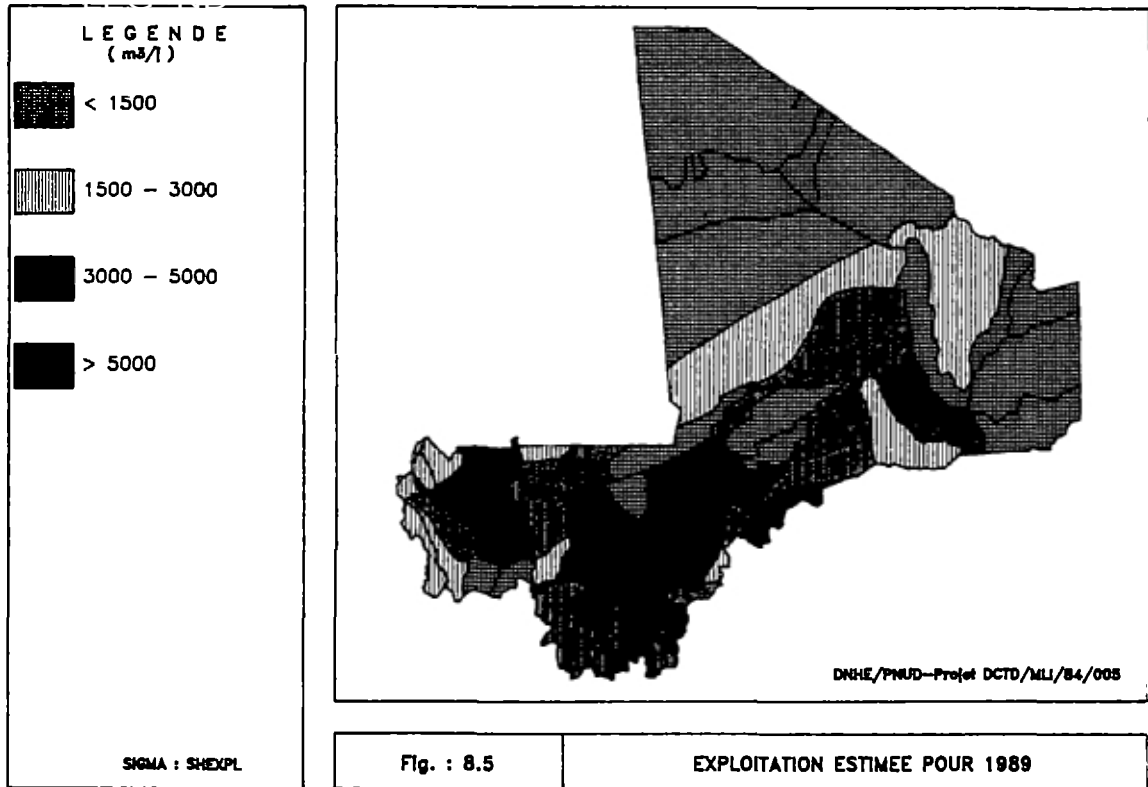 L E G E N D E
( m3/j )
< 1500
1500 - 3000
3000 - 5000
> 5000
SIGMA : SHEXPL
DNHE/PNUD-Projet DCTD/MLI/84/005
Fig. : 8.5
EXPLOITATION ESTIMEE POUR 1989